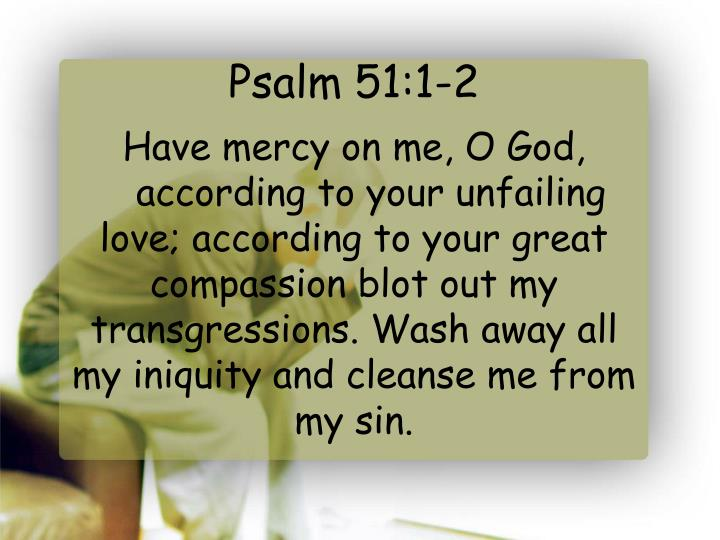 Psalm 51:1-2
Have mercy on me, O God,
according to your unfailing
love; according to your great
compassion blot out my
transgressions. Wash away all
my iniquity and cleanse me from
my sin.